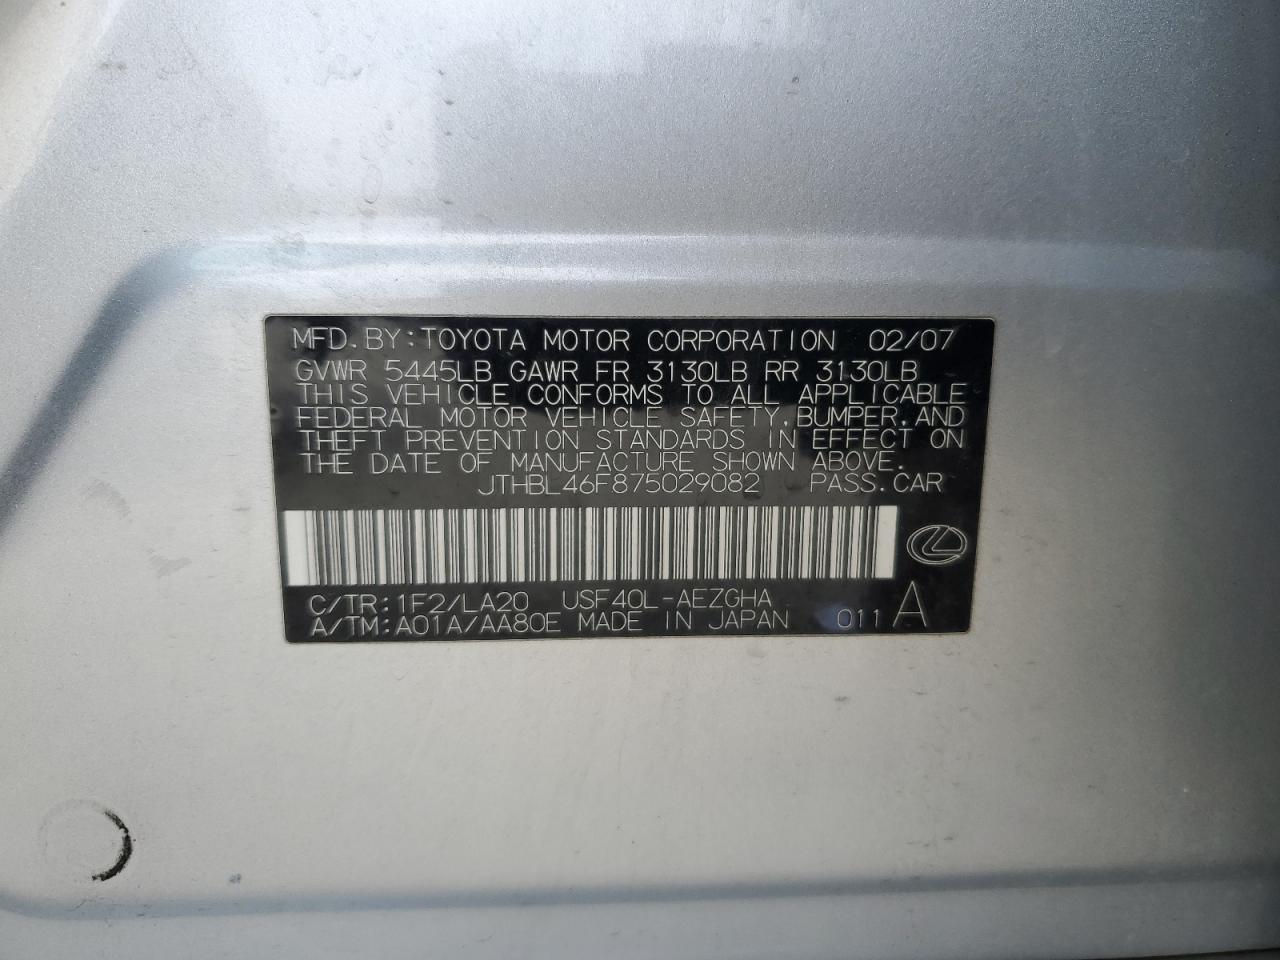 MFD.BY:TOYOTA MOTOR CORPORATION 02/07
GVWR 5445LB GAWR FR 3130LB RR 3130LB
THIS VEHICLE CONFORMS TO ALL APPLICABLE
FEDERAL MOTOR VEHICLE SAFETY,BUMPER,AND
THEFT PREVENTION STANDARDS IN EFFECT ON
THE DATE OF MANUFACTURE SHOWN ABOVE.
JTHBL46F875029082 PASS.CAR
C/TR:1F2/LA20 USF40L-AEZGHA
A/TM:A01A/AA80E MADE IN JAPAN 011 A